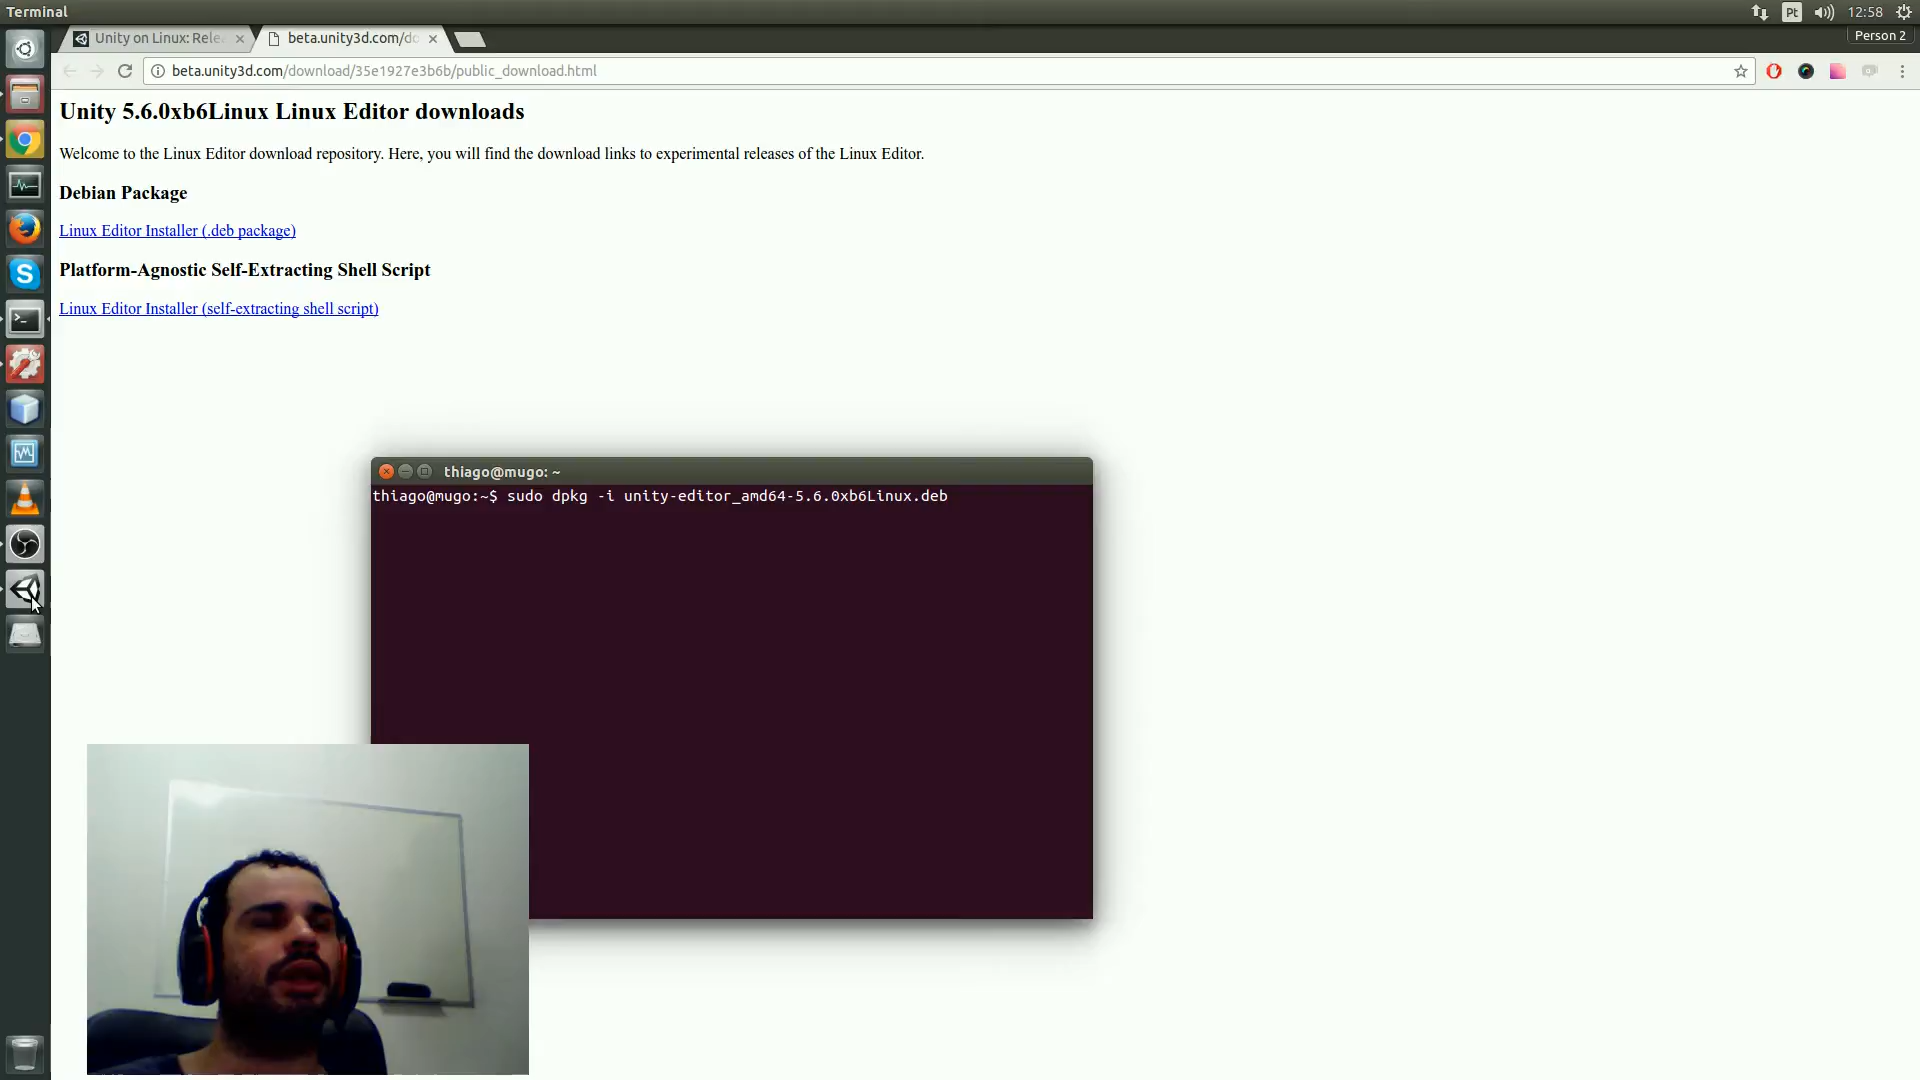 Terminal
Pt
12:58
Unity on Linux: Rele
beta.unity3d.com/do
Person 2
beta.unity3d.com/download/35e1927e3b6b/public_download.html
Unity 5.6.0xb6Linux Linux Editor downloads
Welcome to the Linux Editor download repository. Here, you will find the download links to experimental releases of the Linux Editor.
Debian Package
Linux Editor Installer (.deb package)
Platform-Agnostic Self-Extracting Shell Script
Linux Editor Installer (self-extracting shell script)
thiago@mugo: ~
thiago@mugo:~$ sudo dpkg -i unity-editor_amd64-5.6.0xb6Linux.deb